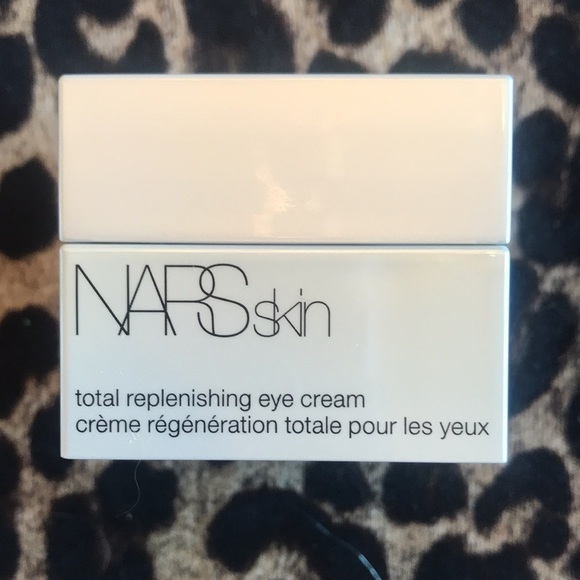 NARSskin
total replenishing eye cream
crème régénération totale pour les yeux